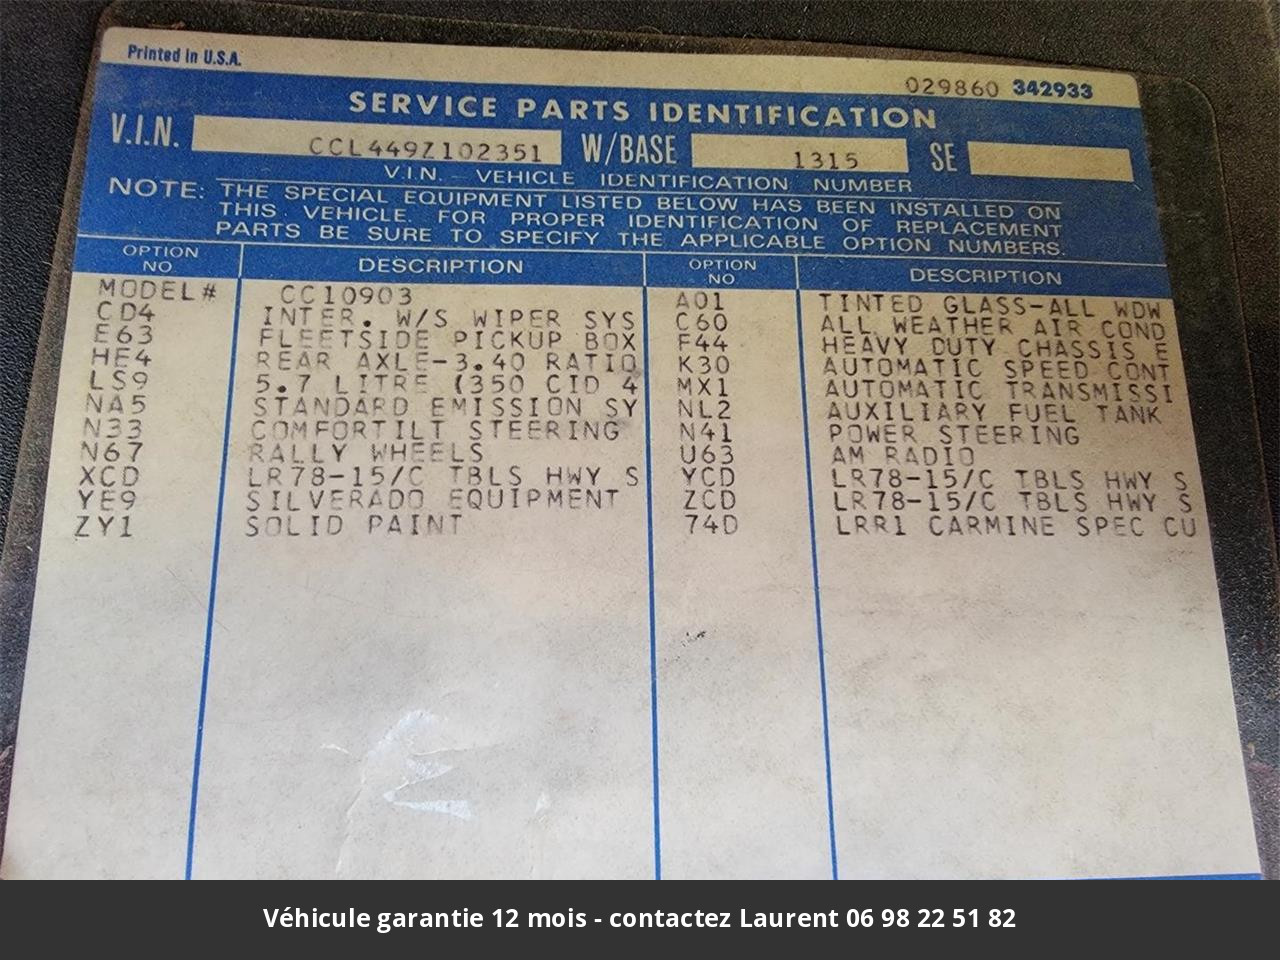 Printed in U.S.A.
029860 342933
SERVICE PARTS IDENTIFICATION
V.I.N. CCL449Z102351 W/BASE 1315 SE
V.I.N. - VEHICLE IDENTIFICATION NUMBER
NOTE: THE SPECIAL EQUIPMENT LISTED BELOW HAS BEEN INSTALLED ON
THIS VEHICLE. FOR PROPER IDENTIFICATION OF REPLACEMENT
PARTS BE SURE TO SPECIFY THE APPLICABLE OPTION NUMBERS.
OPTION NO DESCRIPTION OPTION NO DESCRIPTION
MODEL# CC10903 A01 TINTED GLASS-ALL WDW
CD4 INTER. W/S WIPER SYS C60 ALL WEATHER AIR COND
E63 FLEETSIDE PICKUP BOX F44 HEAVY DUTY CHASSIS E
HE4 REAR AXLE-3.40 RATIO K30 AUTOMATIC SPEED CONT
LS9 5.7 LITRE (350 CID 4 MX1 AUTOMATIC TRANSMISSI
NA5 STANDARD EMISSION SY NL2 AUXILIARY FUEL TANK
N33 COMFORTILT STEERING N41 POWER STEERING
N67 RALLY WHEELS U63 AM RADIO
XCD LR78-15/C TBLS HWY S YCD LR78-15/C TBLS HWY S
YE9 SILVERADO EQUIPMENT ZCD LR78-15/C TBLS HWY S
ZY1 SOLID PAINT 74D LRR1 CARMINE SPEC CU
Véhicule garantie 12 mois - contactez Laurent 06 98 22 51 82